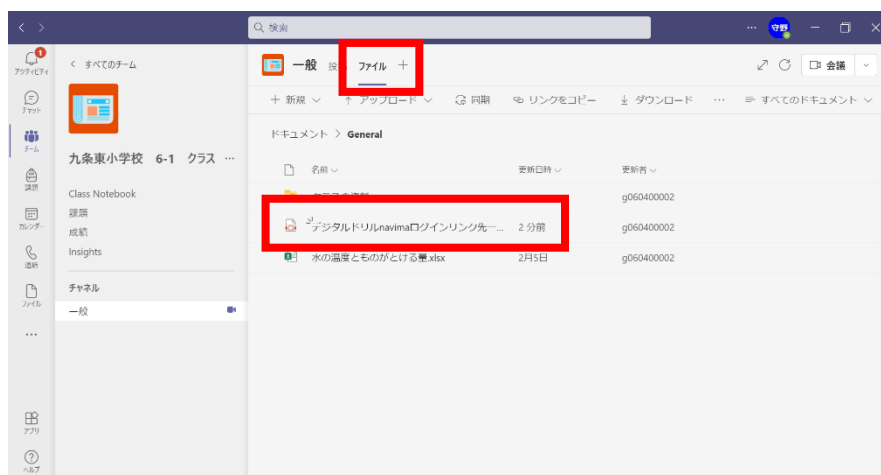 検索
守野
1
アクティビティ
チャット
チーム
課題
カレンダー
通話
ファイル
アプリ
ヘルプ
すべてのチーム
九条東小学校 6-1 クラス …
Class Notebook
課題
成績
Insights
チャネル
一般
一般 ファイル +
会議
+ 新規 アップロード 同期 リンクをコピー ダウンロード … すべてのドキュメント
ドキュメント > General
名前 更新日時 更新者
g060400002
デジタルドリルnavimaログインリンク先一... 2 分前 g060400002
水の温度とものがとける量.xlsx 2月5日 g060400002